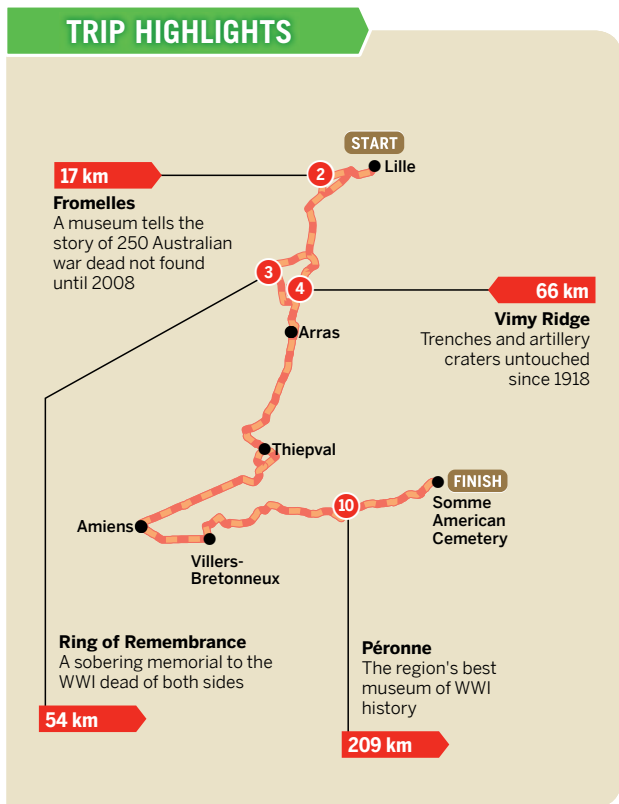 TRIP HIGHLIGHTS
START
Lille
2
17 km
Fromelles
A museum tells the
story of 250 Australian
war dead not found
until 2008
3
4
66 km
Vimy Ridge
Trenches and artillery
craters untouched
since 1918
Arras
Thiepval
FINISH
Somme
American
Cemetery
10
Amiens
Villers-
Bretonneux
Ring of Remembrance
A sobering memorial to the
WWI dead of both sides
54 km
Péronne
The region's best
museum of WWI
history
209 km